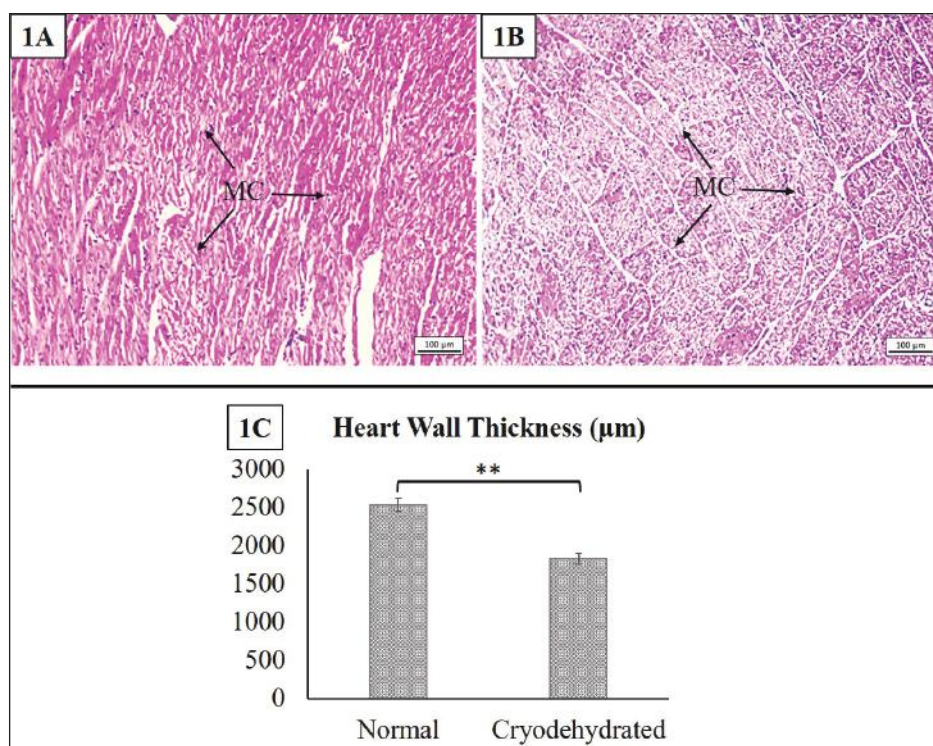 1A
MC
100 µm
1B
MC
100 µm
1C
Heart Wall Thickness (µm)
**
3000
2500
2000
1500
1000
500
0
Normal
Cryodehydrated